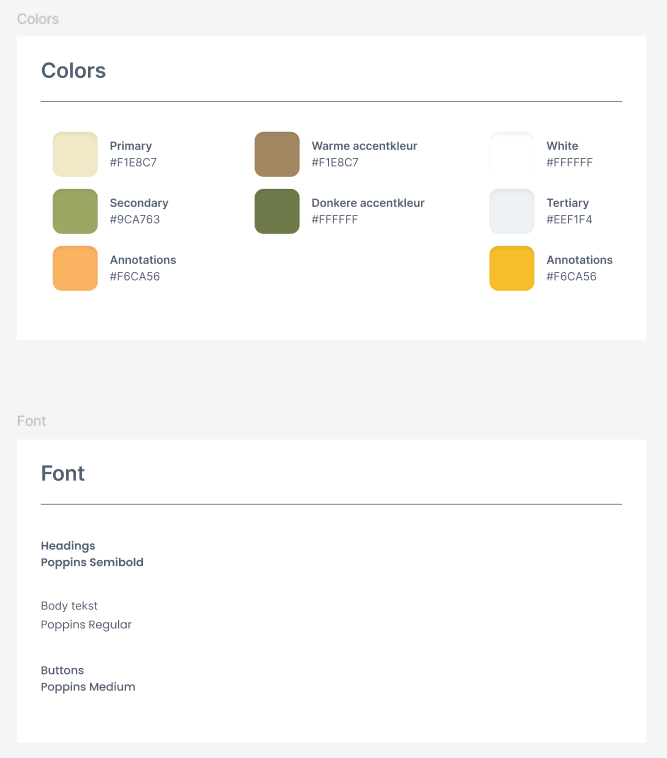 Colors
Colors
Primary
#F1E8C7
Warme accentkleur
#F1E8C7
White
#FFFFFF
Secondary
#9CA763
Donkere accentkleur
#FFFFFF
Tertiary
#EEF1F4
Annotations
#F6CA56
Annotations
#F6CA56
Font
Font
Headings
Poppins Semibold
Body tekst
Poppins Regular
Buttons
Poppins Medium